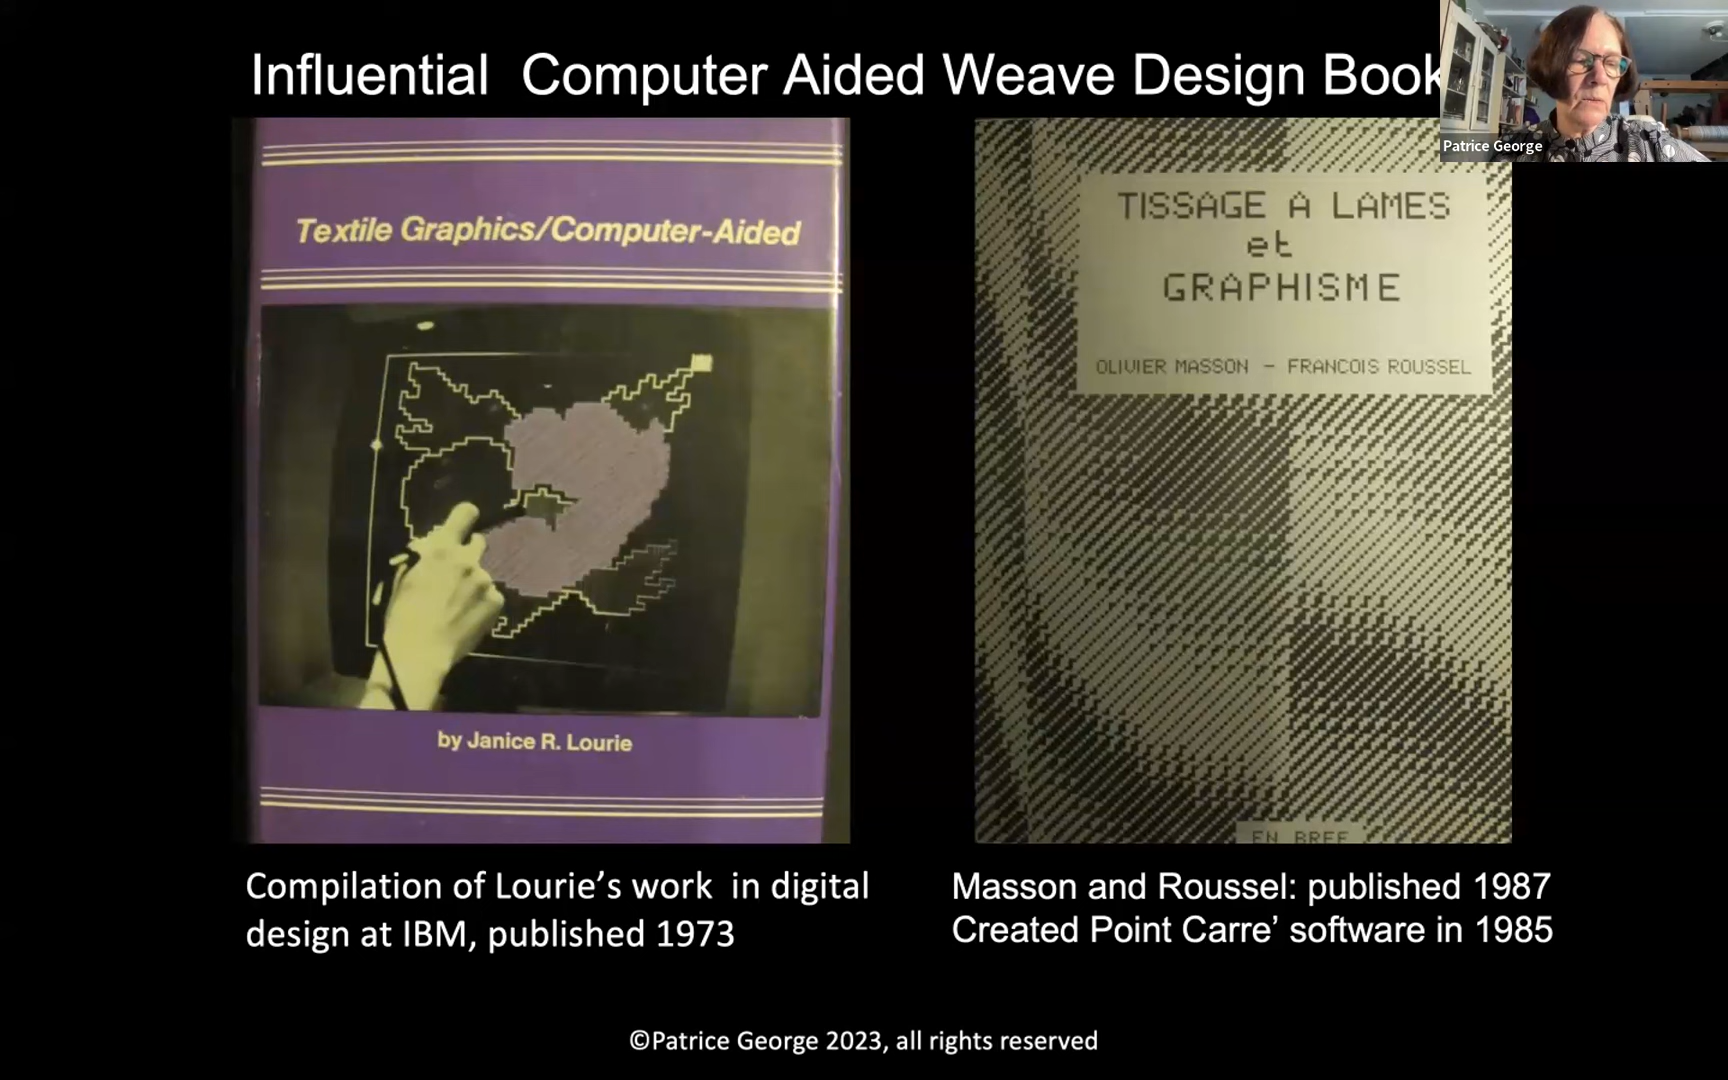 Influential  Computer Aided Weave Design Book
Patrice George
Textile Graphics/Computer-Aided
by Janice R. Lourie
TISSAGE A LAMES
et
GRAPHISME
OLIVIER MASSON - FRANCOIS ROUSSEL
EN BREF
Compilation of Lourie’s work  in digital
design at IBM, published 1973
Masson and Roussel: published 1987
Created Point Carre’ software in 1985
©Patrice George 2023, all rights reserved